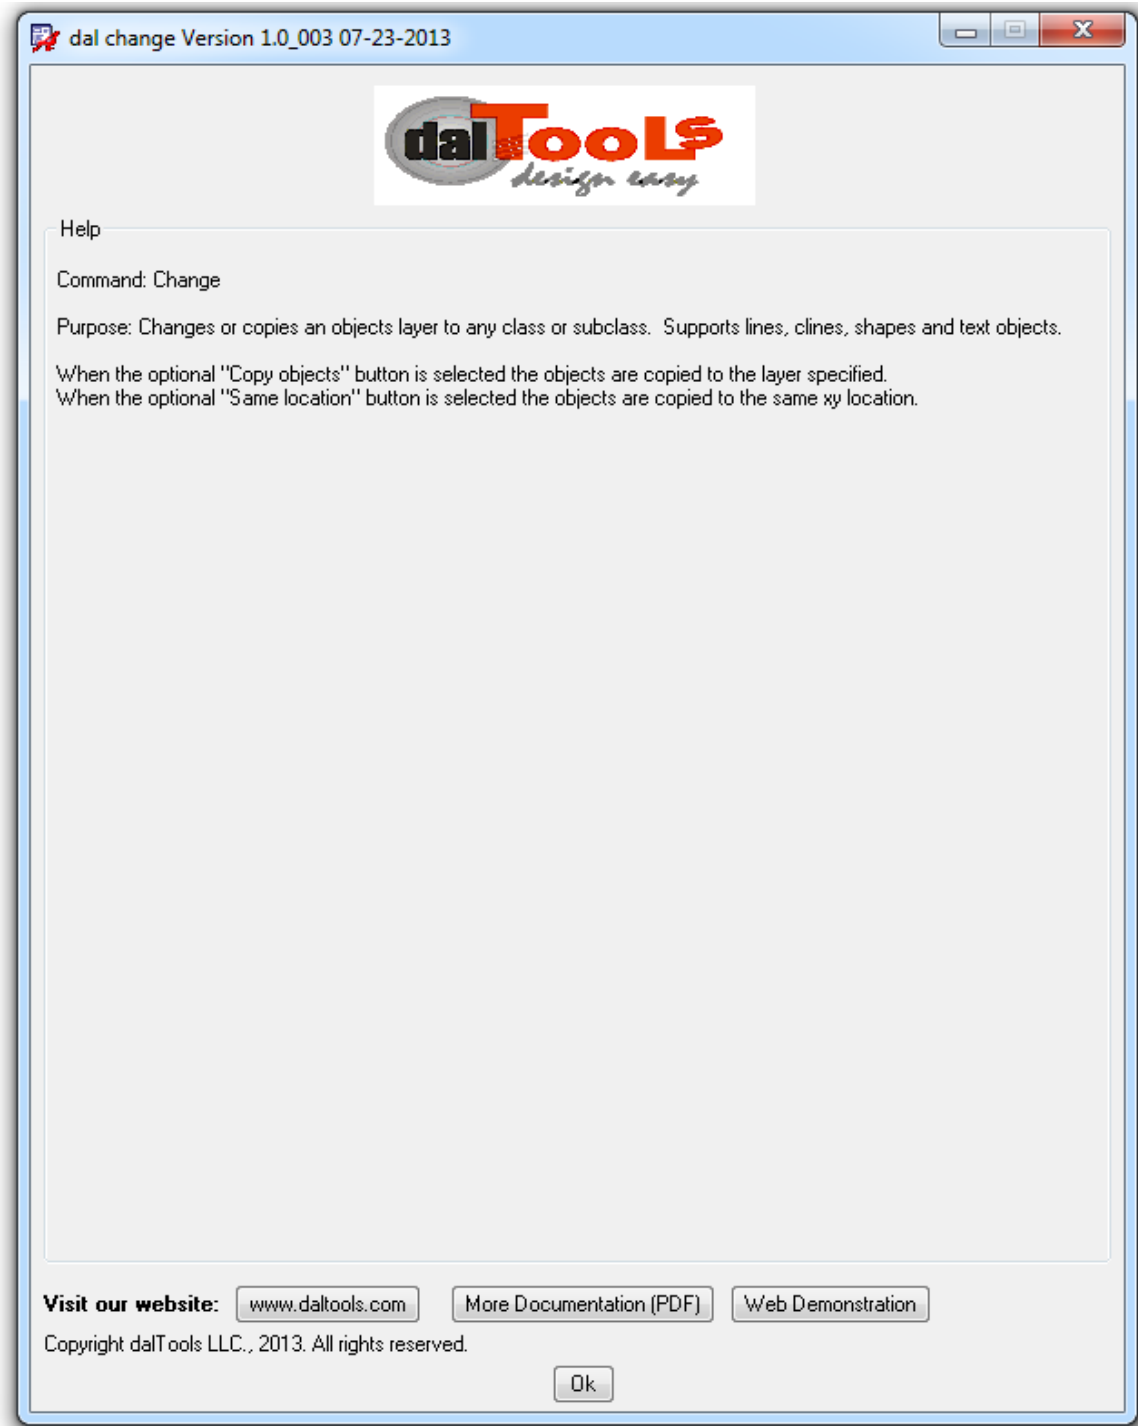 dal change Version 1.0_003 07-23-2013
dalTooLS
design easy
Help
Command: Change
Purpose: Changes or copies an objects layer to any class or subclass.  Supports lines, clines, shapes and text objects.
When the optional "Copy objects" button is selected the objects are copied to the layer specified.
When the optional "Same location" button is selected the objects are copied to the same xy location.
Visit our website: www.daltools.com More Documentation (PDF) Web Demonstration
Copyright dalTools LLC., 2013. All rights reserved.
Ok